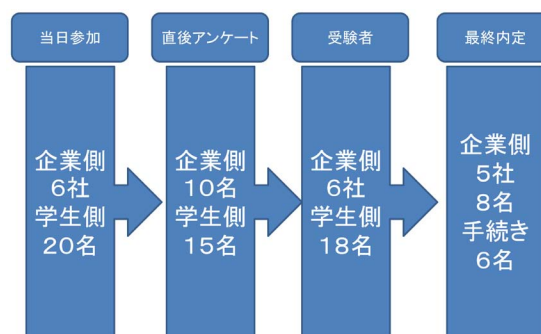 当日参加
直後アンケート
受験者
最終内定
企業側
6社
学生側
20名
企業側
10名
学生側
15名
企業側
6社
学生側
18名
企業側
5社
8名
手続き
6名